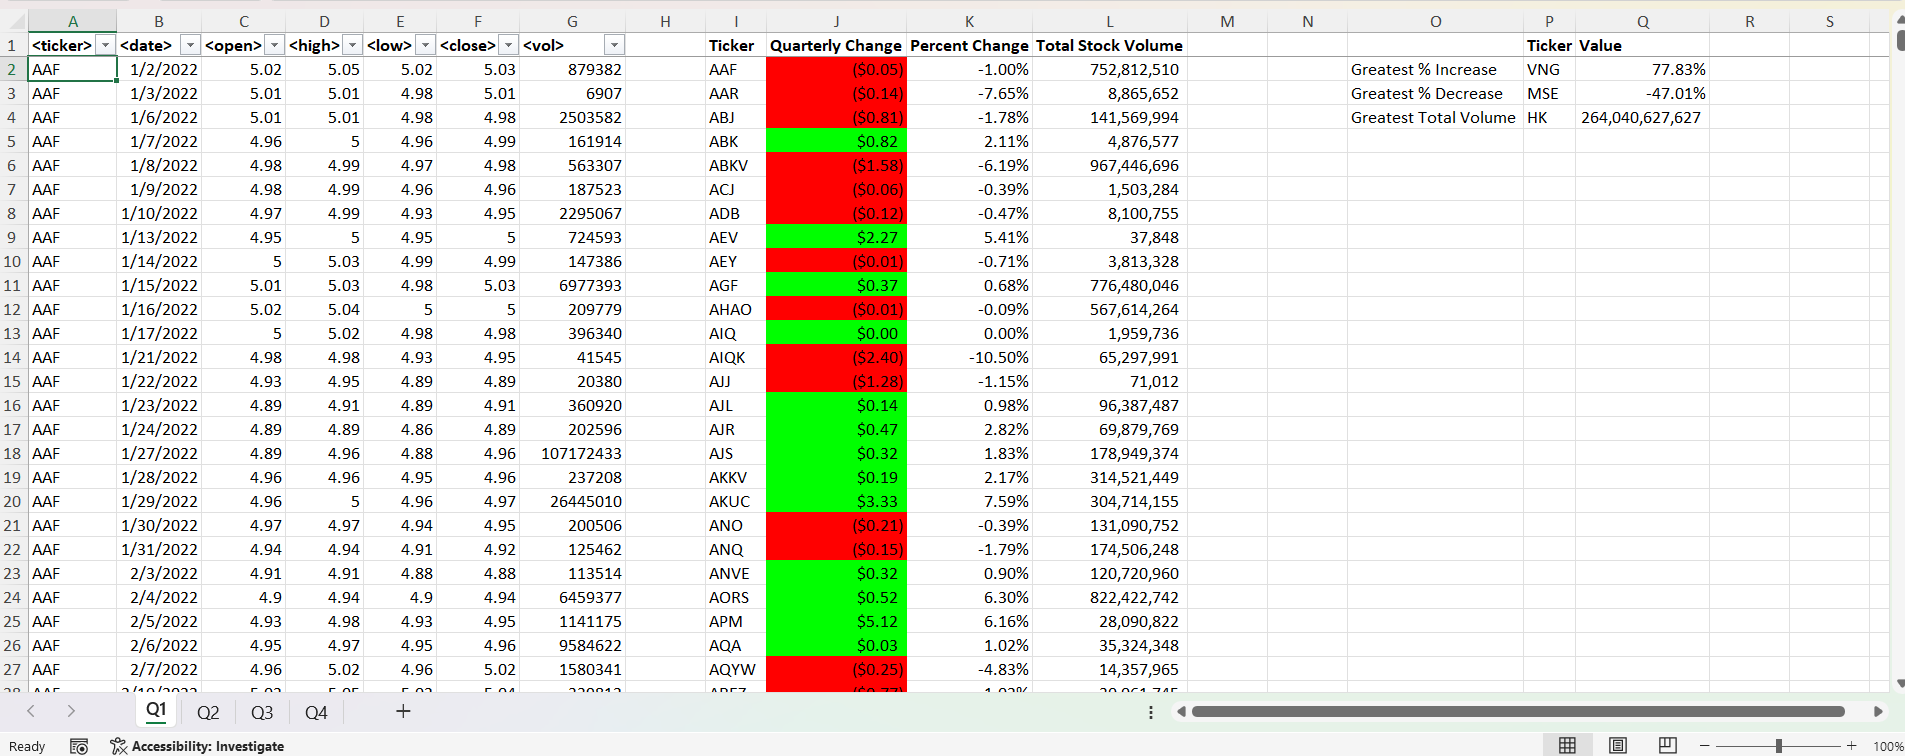 A B C D E F G H I J K L M N O P Q R S
1 <ticker> <date> <open> <high> <low> <close> <vol> Ticker Quarterly Change Percent Change Total Stock Volume Ticker Value
2 AAF 1/2/2022 5.02 5.05 5.02 5.03 879382 AAF ($0.05) -1.00% 752,812,510 Greatest % Increase VNG 77.83%
3 AAF 1/3/2022 5.01 5.01 4.98 5.01 6907 AAR ($0.14) -7.65% 8,865,652 Greatest % Decrease MSE -47.01%
4 AAF 1/6/2022 5.01 5.01 4.98 4.98 2503582 ABJ ($0.81) -1.78% 141,569,994 Greatest Total Volume HK 264,040,627,627
5 AAF 1/7/2022 4.96 5 4.96 4.99 161914 ABK $0.82 2.11% 4,876,577
6 AAF 1/8/2022 4.98 4.99 4.97 4.98 563307 ABKV ($1.58) -6.19% 967,446,696
7 AAF 1/9/2022 4.98 4.99 4.96 4.96 187523 ACJ ($0.06) -0.39% 1,503,284
8 AAF 1/10/2022 4.97 4.99 4.93 4.95 2295067 ADB ($0.12) -0.47% 8,100,755
9 AAF 1/13/2022 4.95 5 4.95 5 724593 AEV $2.27 5.41% 37,848
10 AAF 1/14/2022 5 5.03 4.99 4.99 147386 AEY ($0.01) -0.71% 3,813,328
11 AAF 1/15/2022 5.01 5.03 4.98 5.03 6977393 AGF $0.37 0.68% 776,480,046
12 AAF 1/16/2022 5.02 5.04 5 5 209779 AHAO ($0.01) -0.09% 567,614,264
13 AAF 1/17/2022 5 5.02 4.98 4.98 396340 AIQ $0.00 0.00% 1,959,736
14 AAF 1/21/2022 4.98 4.98 4.93 4.95 41545 AIQK ($2.40) -10.50% 65,297,991
15 AAF 1/22/2022 4.93 4.95 4.89 4.89 20380 AJJ ($1.28) -1.15% 71,012
16 AAF 1/23/2022 4.89 4.91 4.89 4.91 360920 AJL $0.14 0.98% 96,387,487
17 AAF 1/24/2022 4.89 4.89 4.86 4.89 202596 AJR $0.47 2.82% 69,879,769
18 AAF 1/27/2022 4.89 4.96 4.88 4.96 107172433 AJS $0.32 1.83% 178,949,374
19 AAF 1/28/2022 4.96 4.96 4.95 4.96 237208 AKKV $0.19 2.17% 314,521,449
20 AAF 1/29/2022 4.96 5 4.96 4.97 26445010 AKUC $3.33 7.59% 304,714,155
21 AAF 1/30/2022 4.97 4.97 4.94 4.95 200506 ANO ($0.21) -0.39% 131,090,752
22 AAF 1/31/2022 4.94 4.94 4.91 4.92 125462 ANQ ($0.15) -1.79% 174,506,248
23 AAF 2/3/2022 4.91 4.91 4.88 4.88 113514 ANVE $0.32 0.90% 120,720,960
24 AAF 2/4/2022 4.9 4.94 4.9 4.94 6459377 AORS $0.52 6.30% 822,422,742
25 AAF 2/5/2022 4.93 4.98 4.93 4.95 1141175 APM $5.12 6.16% 28,090,822
26 AAF 2/6/2022 4.95 4.97 4.95 4.96 9584622 AQA $0.03 1.02% 35,324,348
27 AAF 2/7/2022 4.96 5.02 4.96 5.02 1580341 AQYW ($0.25) -4.83% 14,357,965
Q1 Q2 Q3 Q4
Ready Accessibility: Investigate 100%